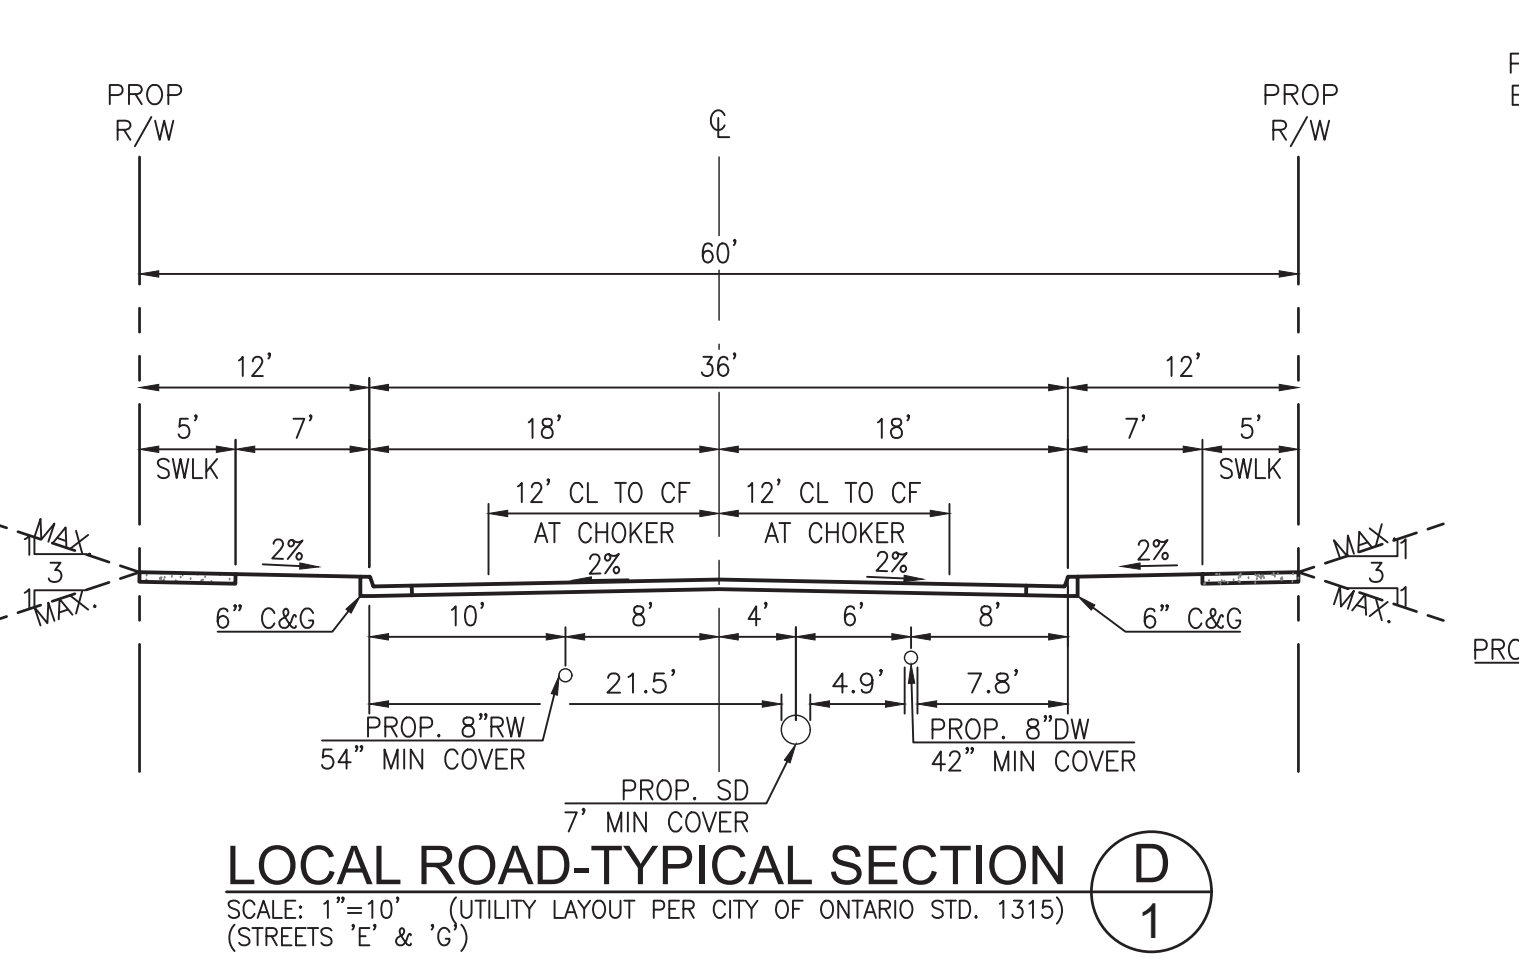 PROP
R/W
℄
PROP
R/W
60'
12'
36'
12'
5'
7'
18'
18'
7'
5'
SWLK
SWLK
12' CL TO CF
AT CHOKER
12' CL TO CF
AT CHOKER
MAX.
1
3
1
MAX.
2%
2%
2%
2%
MAX.
1
3
1
MAX.
6" C&G
10'
8'
4'
6'
8'
6" C&G
21.5'
4.9'
7.8'
PROP. 8"RW
54" MIN COVER
PROP. 8"DW
42" MIN COVER
PROP. SD
7' MIN COVER
LOCAL ROAD-TYPICAL SECTION
D
1
SCALE: 1"=10' (UTILITY LAYOUT PER CITY OF ONTARIO STD. 1315)
(STREETS 'E' & 'G')